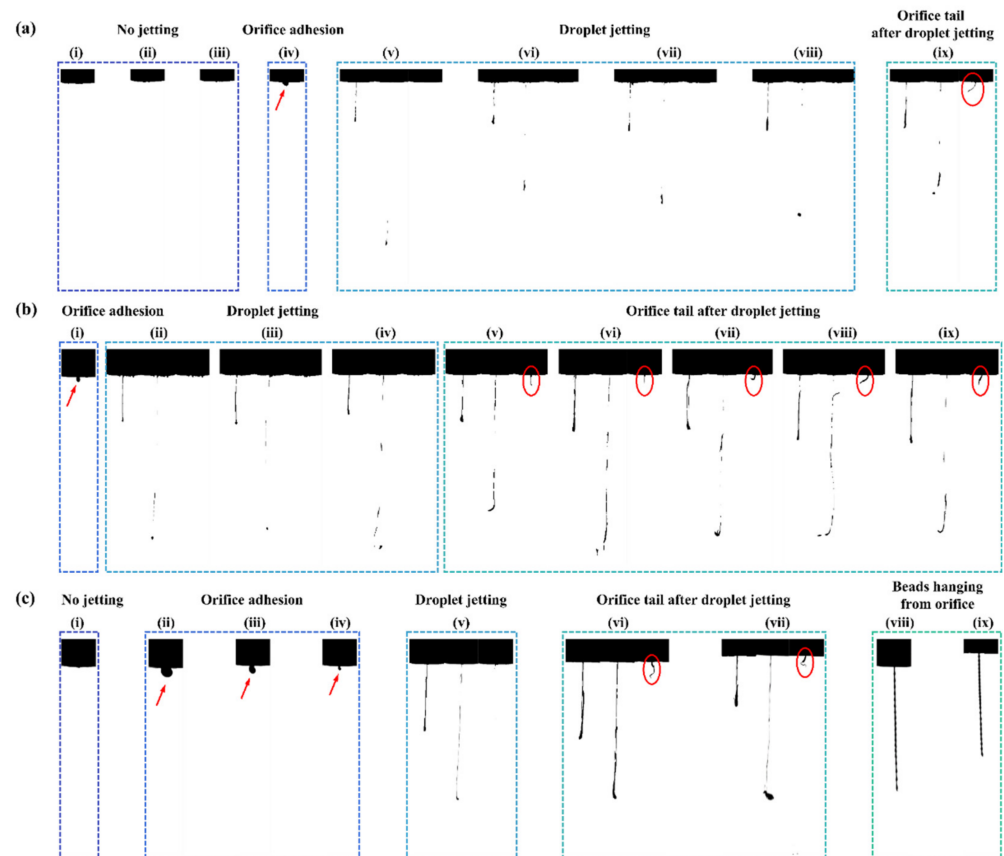 (a)
No jetting
(i) (ii) (iii)
Orifice adhesion
(iv)
Droplet jetting
(v) (vi) (vii) (viii)
Orifice tail
after droplet jetting
(ix)
(b)
Orifice adhesion
(i)
Droplet jetting
(ii) (iii) (iv)
Orifice tail after droplet jetting
(v) (vi) (vii) (viii) (ix)
(c)
No jetting
(i)
Orifice adhesion
(ii) (iii) (iv)
Droplet jetting
(v)
Orifice tail after droplet jetting
(vi) (vii)
Beads hanging
from orifice
(viii) (ix)